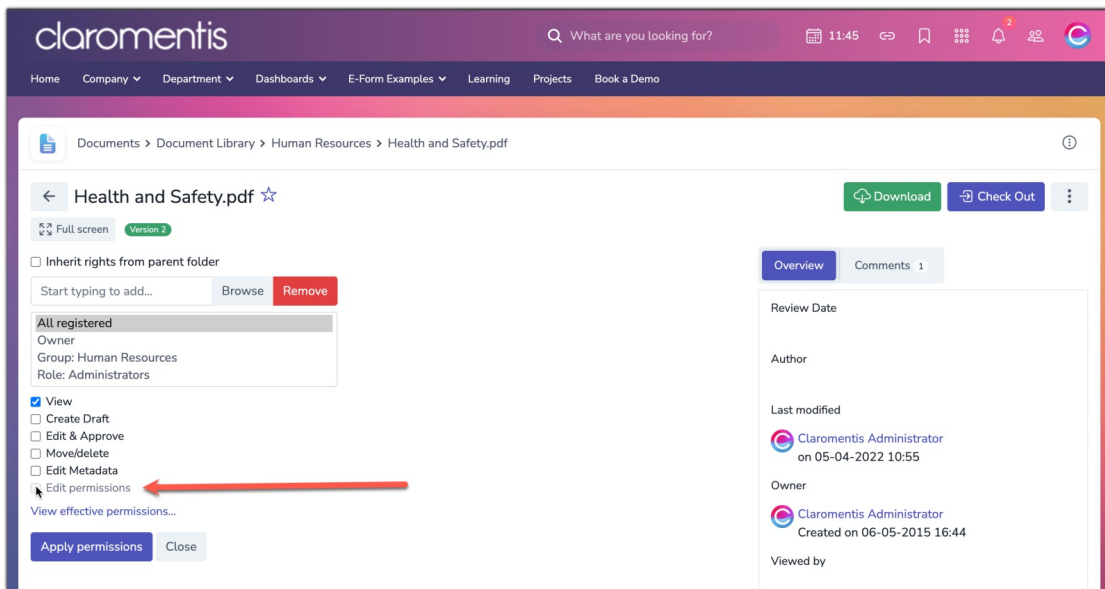 claromentis
What are you looking for?
11:45
2
Home Company Department Dashboards E-Form Examples Learning Projects Book a Demo
Documents > Document Library > Human Resources > Health and Safety.pdf
Health and Safety.pdf
Download
Check Out
Full screen
Version 2
Inherit rights from parent folder
Start typing to add...
Browse
Remove
All registered
Owner
Group: Human Resources
Role: Administrators
View
Create Draft
Edit & Approve
Move/delete
Edit Metadata
Edit permissions
View effective permissions...
Apply permissions
Close
Overview
Comments 1
Review Date
Author
Last modified
Claromentis Administrator
on 05-04-2022 10:55
Owner
Claromentis Administrator
Created on 06-05-2015 16:44
Viewed by